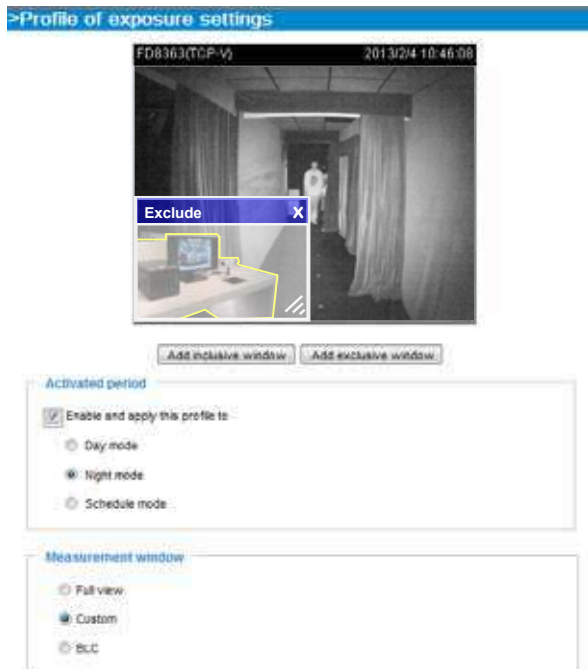 >Profile of exposure settings
FD8363(TCP-V) 2013/2/4 10:46:08
Exclude X
Add inclusive window Add exclusive window
Activated period
Enable and apply this profile to
Day mode
Night mode
Schedule mode
Measurement window
Full view
Custom
BLC